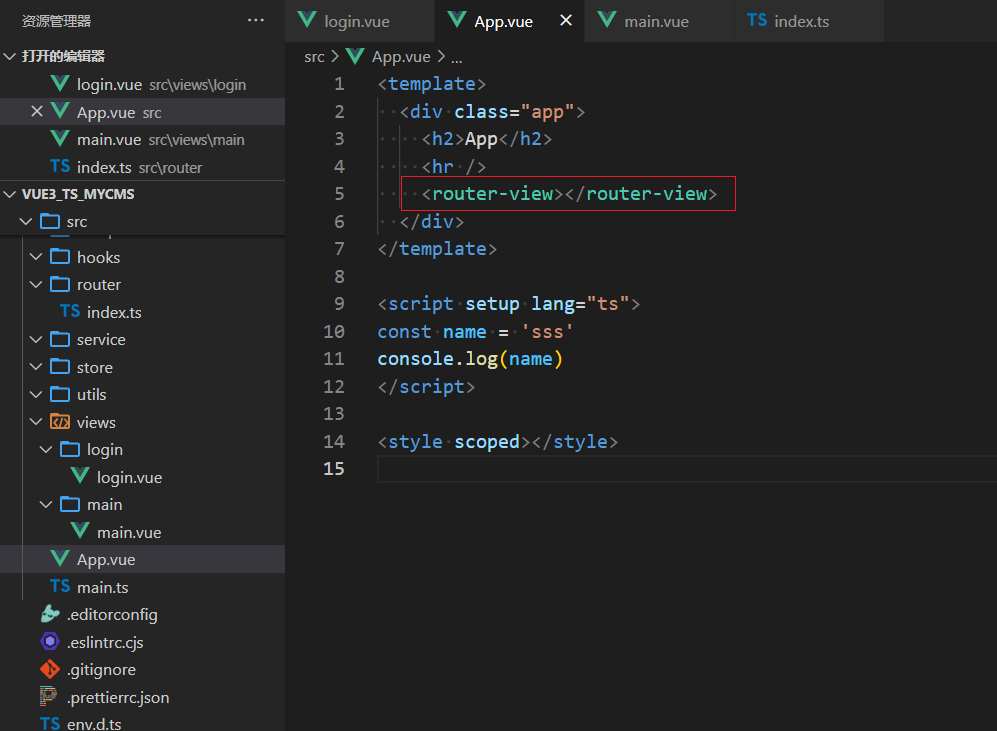 资源管理器 ...
打开的编辑器
login.vue src\views\login
App.vue src
main.vue src\views\main
TS index.ts src\router
VUE3_TS_MYCMS
src
hooks
router
TS index.ts
service
store
utils
views
login
login.vue
main
main.vue
App.vue
TS main.ts
.editorconfig
.eslintrc.cjs
.gitignore
.prettierrc.json
TS env.d.ts
login.vue App.vue main.vue TS index.ts
src > App.vue > ...
1 <template>
2 <div class="app">
3 <h2>App</h2>
4 <hr />
5 <router-view></router-view>
6 </div>
7 </template>
8
9 <script setup lang="ts">
10 const name = 'sss'
11 console.log(name)
12 </script>
13
14 <style scoped></style>
15